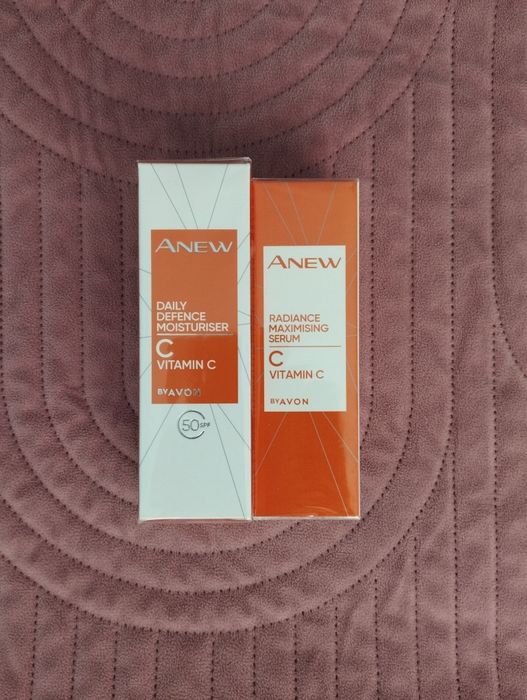 ANEW
DAILY
DEFENCE
MOISTURISER
C
VITAMIN C
BY AVON
50 SPF
ANEW
RADIANCE
MAXIMISING
SERUM
C
VITAMIN C
BY AVON